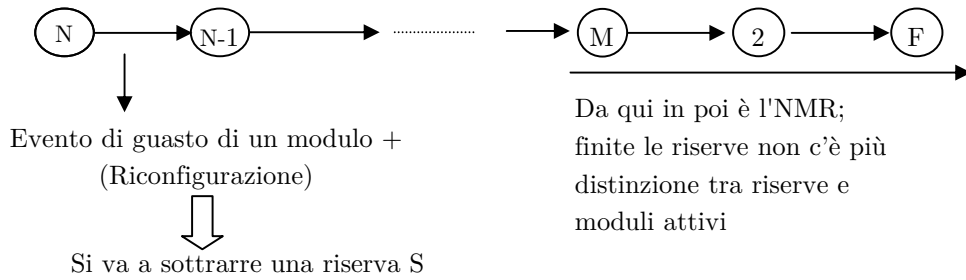 N
N-1
M
2
F
Evento di guasto di un modulo +
(Riconfigurazione)
Si va a sottrarre una riserva S
Da qui in poi è l'NMR;
finite le riserve non c'è più
distinzione tra riserve e
moduli attivi